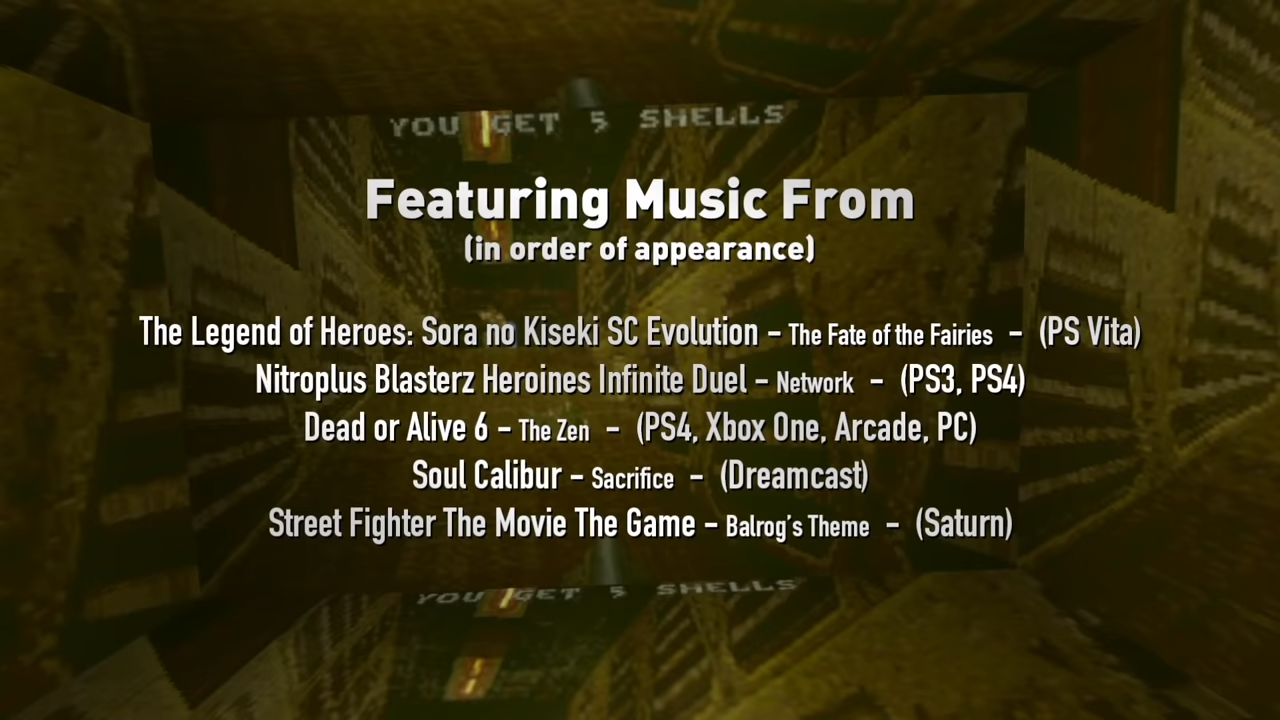 YOU GET 5 SHELLS
Featuring Music From
(in order of appearance)
The Legend of Heroes: Sora no Kiseki SC Evolution – The Fate of the Fairies – (PS Vita)
Nitroplus Blasterz Heroines Infinite Duel – Network – (PS3, PS4)
Dead or Alive 6 – The Zen – (PS4, Xbox One, Arcade, PC)
Soul Calibur – Sacrifice – (Dreamcast)
Street Fighter The Movie The Game – Balrog's Theme – (Saturn)
YOU GET 5 SHELLS